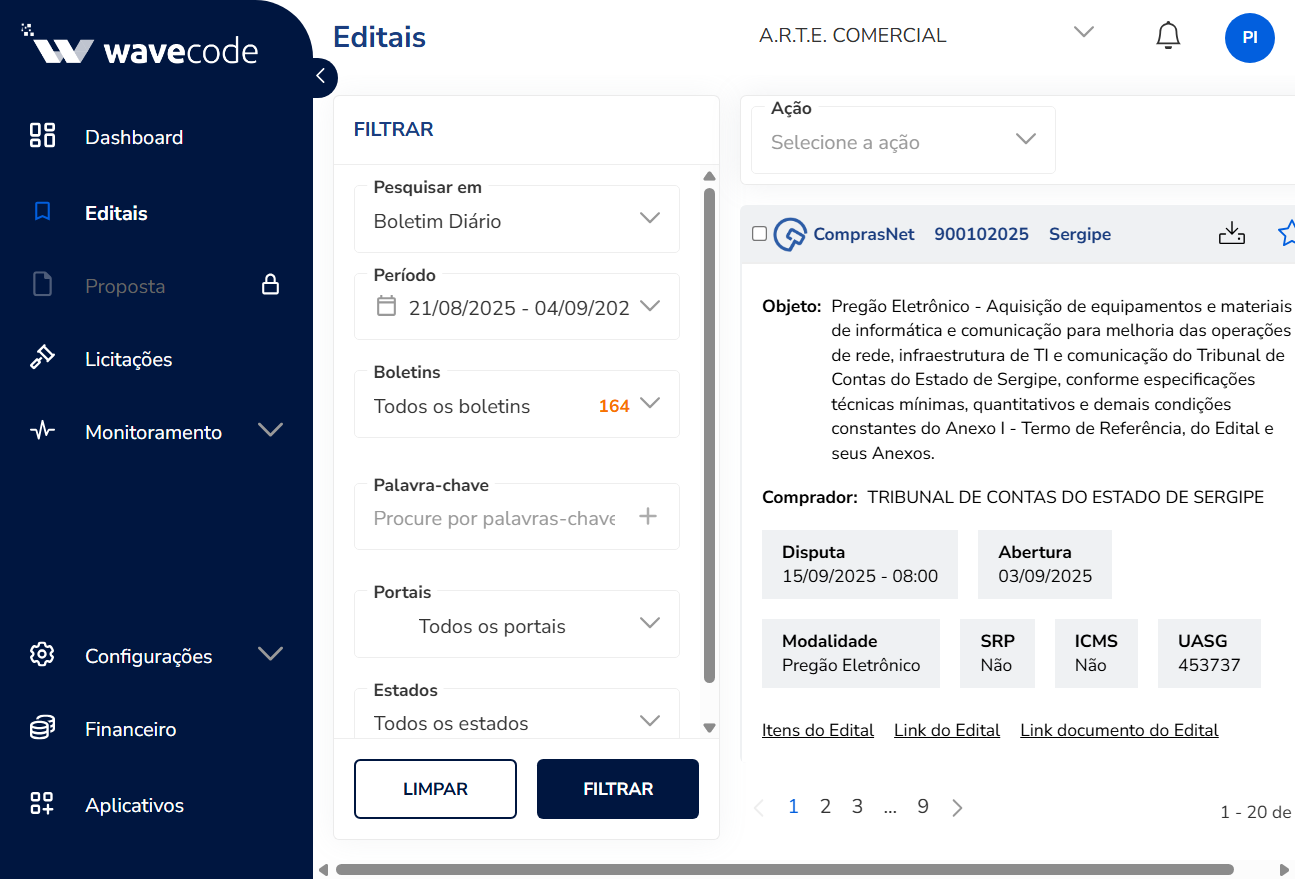 wavecode
Dashboard
Editais
Proposta
Licitações
Monitoramento
Configurações
Financeiro
Aplicativos
Editais
A.R.T.E. COMERCIAL
PI
FILTRAR
Pesquisar em
Boletim Diário
Período
21/08/2025 - 04/09/202
Boletins
Todos os boletins 164
Palavra-chave
Procure por palavras-chave
Portais
Todos os portais
Estados
Todos os estados
LIMPAR FILTRAR
Ação
Selecione a ação
ComprasNet 900102025 Sergipe
Objeto: Pregão Eletrônico - Aquisição de equipamentos e materiais
de informática e comunicação para melhoria das operações
de rede, infraestrutura de TI e comunicação do Tribunal de
Contas do Estado de Sergipe, conforme especificações
técnicas mínimas, quantitativos e demais condições
constantes do Anexo I - Termo de Referência, do Edital e
seus Anexos.
Comprador: TRIBUNAL DE CONTAS DO ESTADO DE SERGIPE
Disputa Abertura
15/09/2025 - 08:00 03/09/2025
Modalidade SRP ICMS UASG
Pregão Eletrônico Não Não 453737
Itens do Edital Link do Edital Link documento do Edital
1 2 3 ... 9
1 - 20 de